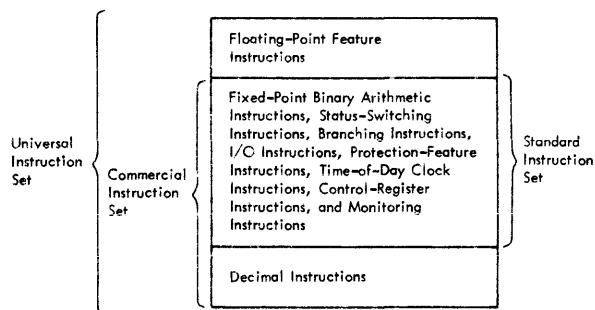 Floating-Point Feature
Instructions
Fixed-Point Binary Arithmetic
Instructions, Status-Switching
Instructions, Branching Instructions,
I/O Instructions, Protection-Feature
Instructions, Time-of-Day Clock
Instructions, Control-Register
Instructions, and Monitoring
Instructions
Decimal Instructions
Universal
Instruction
Set
Commercial
Instruction
Set
Standard
Instruction
Set